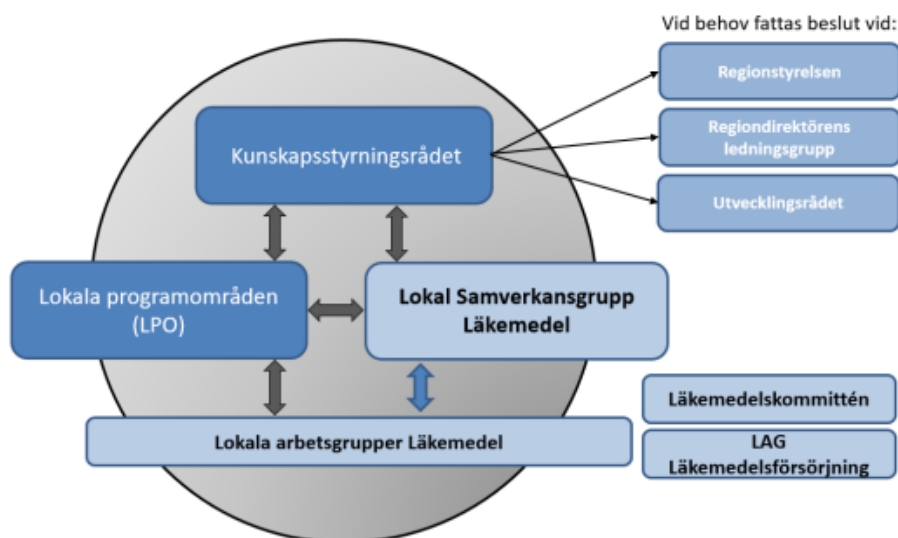 Vid behov fattas beslut vid:
Regionstyrelsen
Regiondirektörens
ledningsgrupp
Utvecklingsrådet
Kunskapsstyrningsrådet
Lokala programområden
(LPO)
Lokal Samverkansgrupp
Läkemedel
Lokala arbetsgrupper Läkemedel
Läkemedelskommittén
LAG
Läkemedelsförsörjning